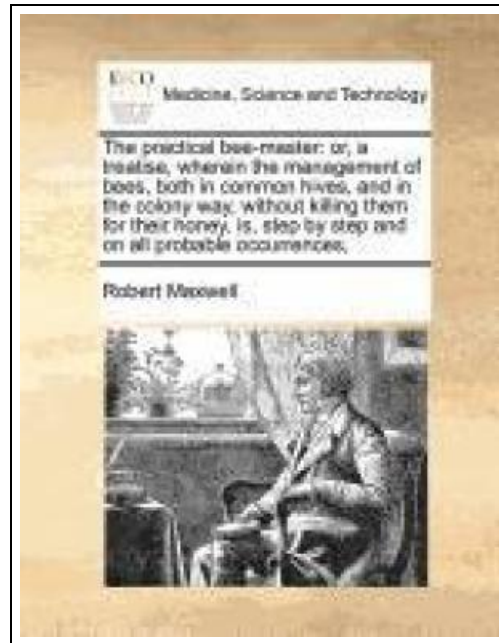 ECCO
Medicine, Science and Technology
The practical bee-master: or, a
treatise, wherein the management of
bees, both in common hives, and in
the colony way, without killing them
for their honey, is, step by step and
on all probable occurrences,
Robert Maxwell